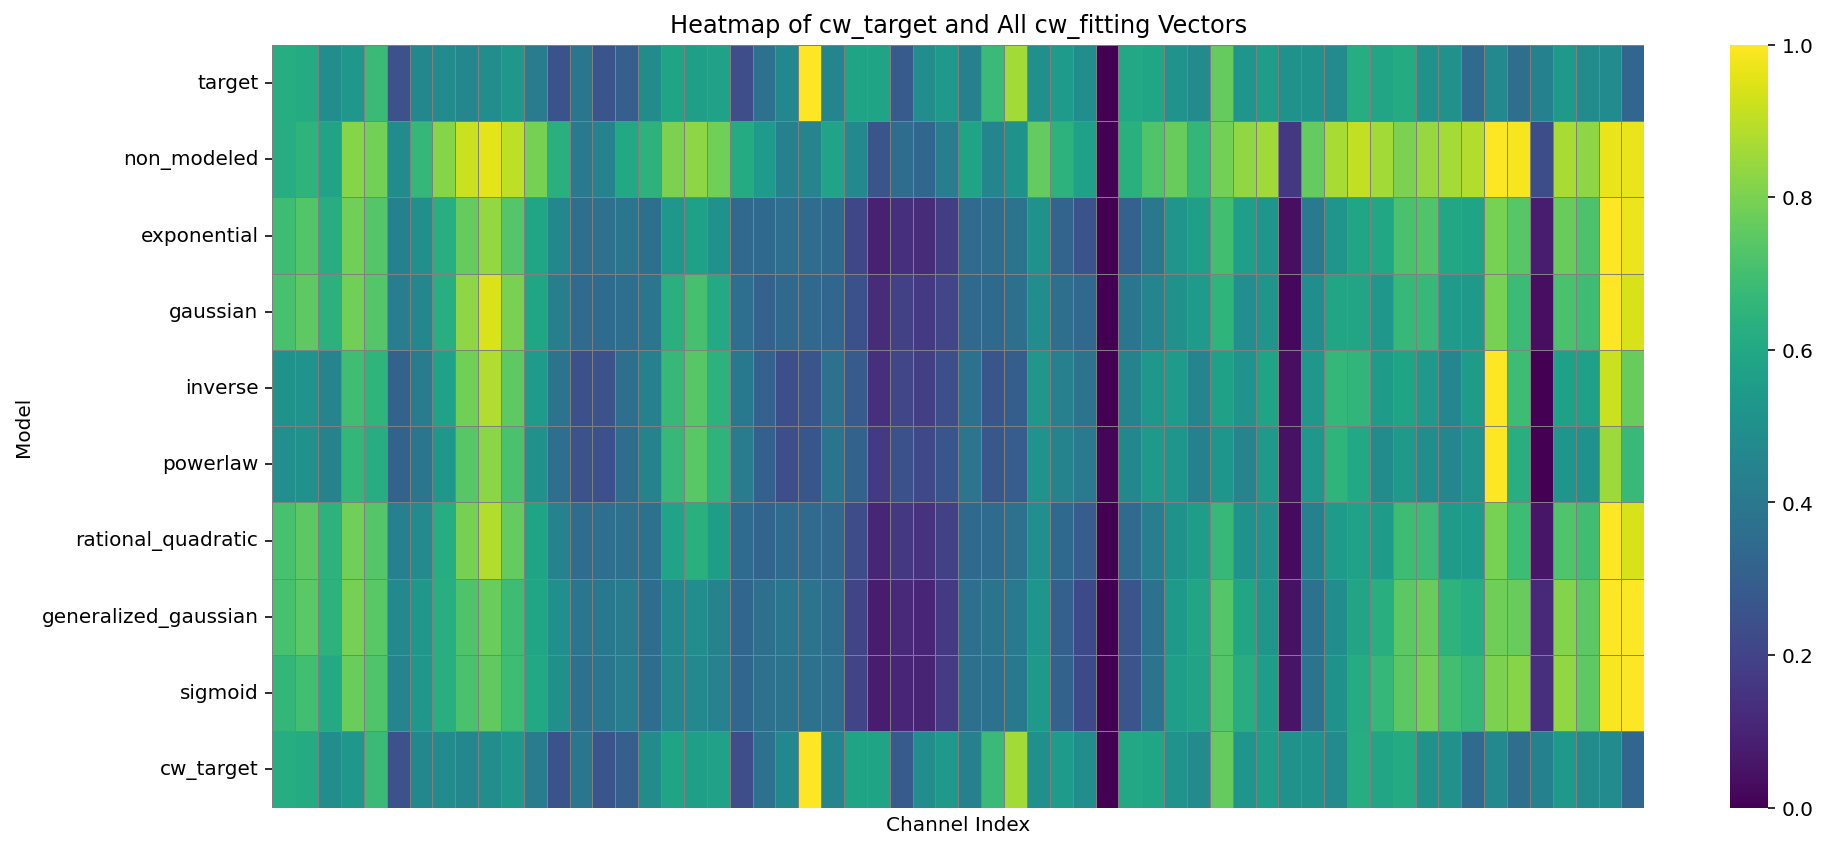 Heatmap of cw_target and All cw_fitting Vectors
Model
target
non_modeled
exponential
gaussian
inverse
powerlaw
rational_quadratic
generalized_gaussian
sigmoid
cw_target
Channel Index
1.0
0.8
0.6
0.4
0.2
0.0